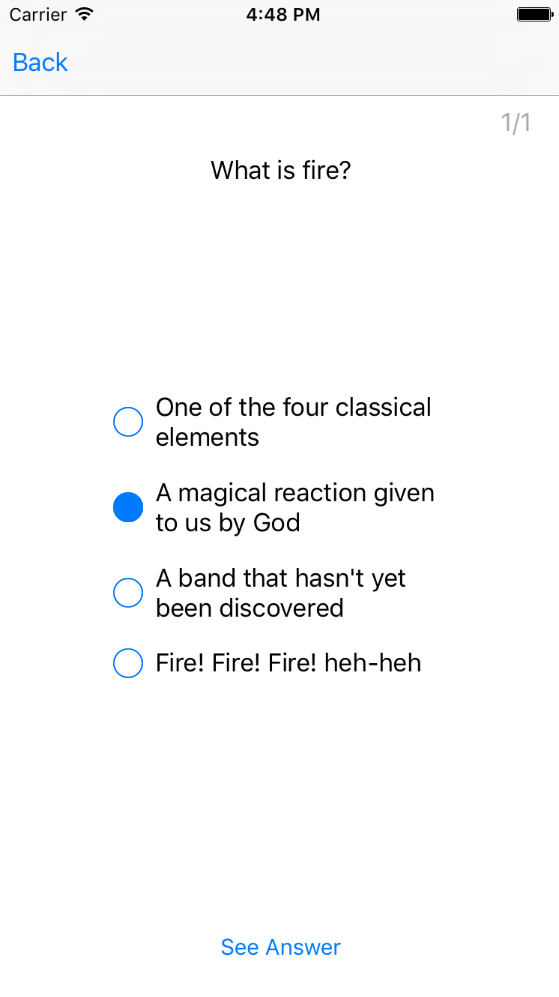 Carrier 4:48 PM
Back
1/1
What is fire?
One of the four classical
elements
A magical reaction given
to us by God
A band that hasn't yet
been discovered
Fire! Fire! Fire! heh-heh
See Answer